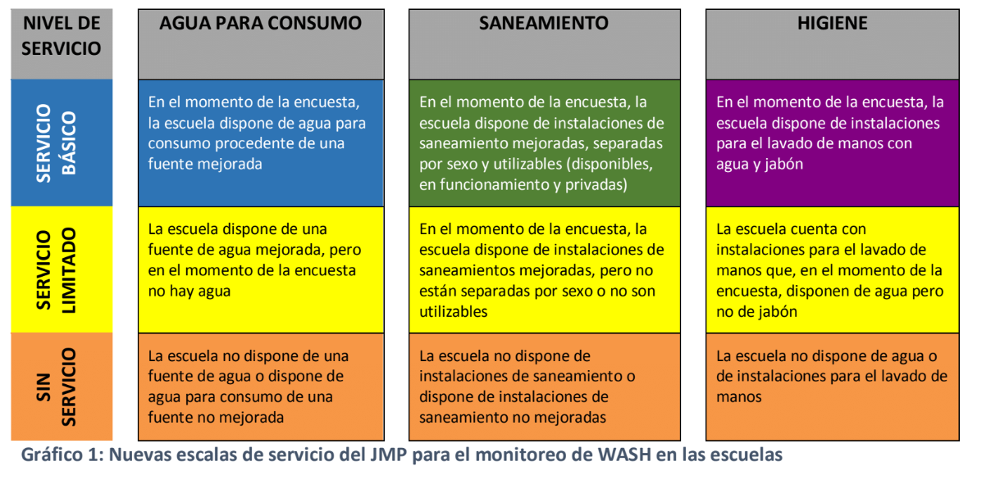 NIVEL DE
SERVICIO
AGUA PARA CONSUMO
SANEAMIENTO
HIGIENE
SERVICIO
BÁSICO
En el momento de la encuesta,
la escuela dispone de agua para
consumo procedente de una
fuente mejorada
En el momento de la encuesta, la
escuela dispone de instalaciones de
saneamiento mejoradas, separadas
por sexo y utilizables (disponibles,
en funcionamiento y privadas)
En el momento de la encuesta, la
escuela dispone de instalaciones
para el lavado de manos con
agua y jabón
SERVICIO
LIMITADO
La escuela dispone de una
fuente de agua mejorada, pero
en el momento de la encuesta
no hay agua
En el momento de la encuesta, la
escuela dispone de instalaciones de
saneamientos mejoradas, pero no
están separadas por sexo o no son
utilizables
La escuela cuenta con
instalaciones para el lavado de
manos que, en el momento de la
encuesta, disponen de agua pero
no de jabón
SIN
SERVICIO
La escuela no dispone de una
fuente de agua o dispone de
agua para consumo de una
fuente no mejorada
La escuela no dispone de
instalaciones de saneamiento o
dispone de instalaciones de
saneamiento no mejoradas
La escuela no dispone de agua o
de instalaciones para el lavado de
manos
Gráfico 1: Nuevas escalas de servicio del JMP para el monitoreo de WASH en las escuelas